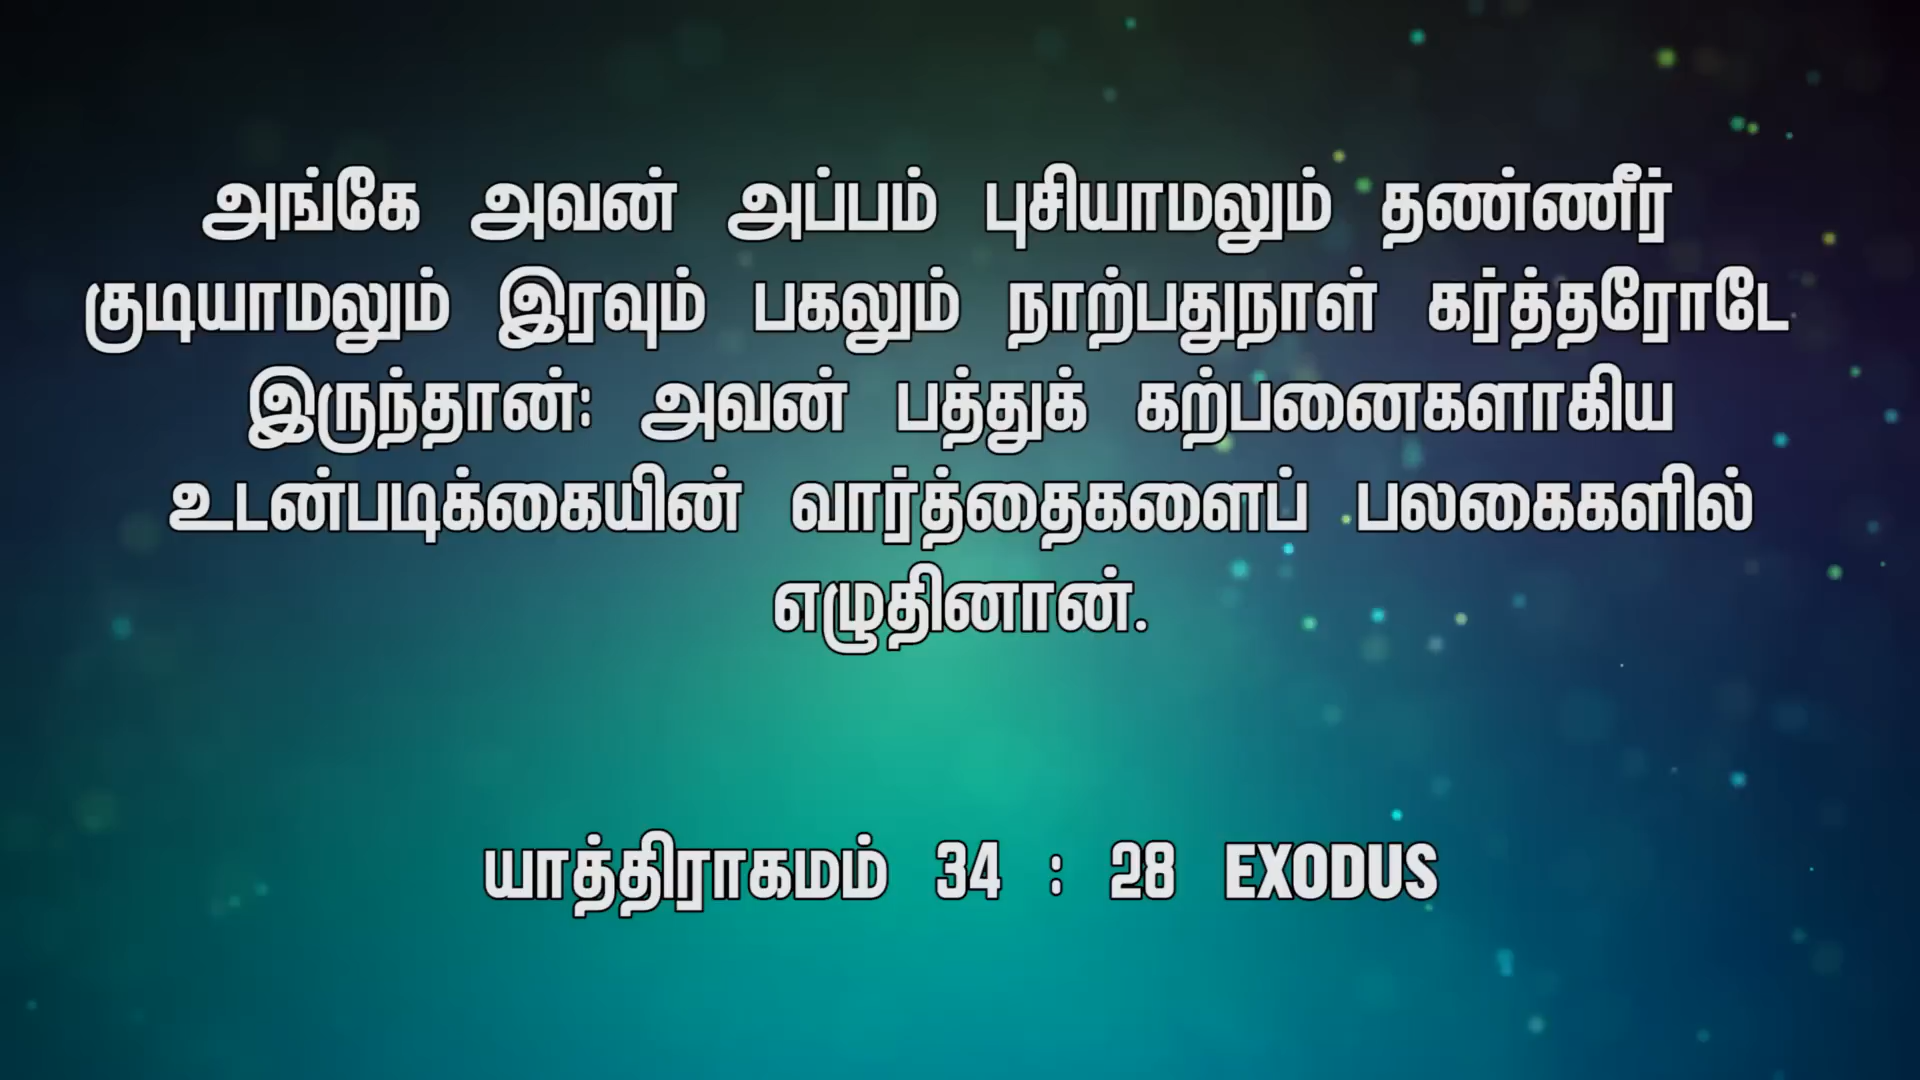 அங்கே அவன் அப்பம் புசியாமலும் தண்ணீர்
குடியாமலும் இரவும் பகலும் நாற்பதுநாள் கர்த்தரோடே
இருந்தான்: அவன் பத்துக் கற்பனைகளாகிய
உடன்படிக்கையின் வார்த்தைகளைப் பலகைகளில்
எழுதினான்.
யாத்திராகமம் 34 : 28 EXODUS